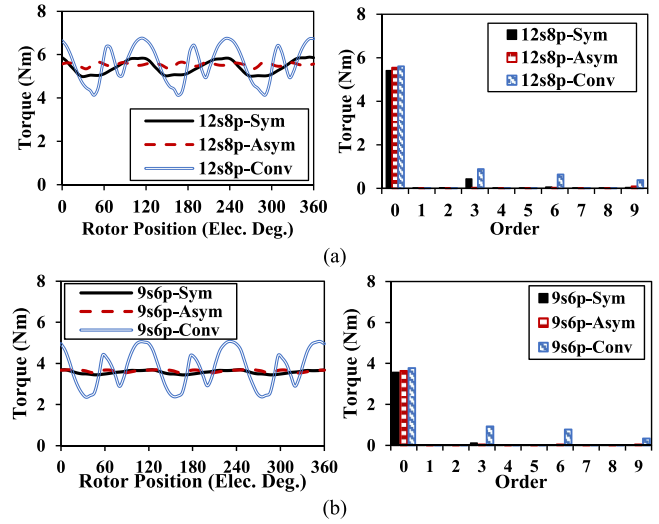 8
6
4
2
0
Torque (Nm)
12s8p-Sym
12s8p-Asym
12s8p-Conv
0 60 120 180 240 300 360
Rotor Position (Elec. Deg.)
8
6
4
2
0
Torque (Nm)
12s8p-Sym
12s8p-Asym
12s8p-Conv
0 1 2 3 4 5 6 7 8 9
Order
(a)
8
6
4
2
0
Torque (Nm)
9s6p-Sym
9s6p-Asym
9s6p-Conv
0 60 120 180 240 300 360
Rotor Position (Elec. Deg.)
8
6
4
2
0
Torque (Nm)
9s6p-Sym
9s6p-Asym
9s6p-Conv
0 1 2 3 4 5 6 7 8 9
Order
(b)